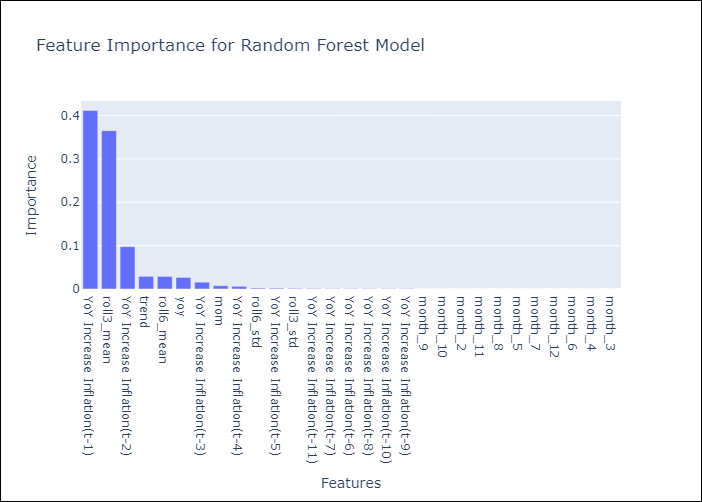 Feature Importance for Random Forest Model
Importance
0.4
0.3
0.2
0.1
0
YoY Increase Inflation(t-1)
roll3_mean
YoY Increase Inflation(t-2)
trend
roll6_mean
yoy
YoY Increase Inflation(t-3)
mom
YoY Increase Inflation(t-4)
roll6_std
YoY Increase Inflation(t-5)
roll3_std
YoY Increase Inflation(t-11)
YoY Increase Inflation(t-7)
YoY Increase Inflation(t-6)
YoY Increase Inflation(t-8)
YoY Increase Inflation(t-10)
YoY Increase Inflation(t-9)
month_9
month_10
month_2
month_11
month_8
month_5
month_7
month_12
month_6
month_4
month_3
Features